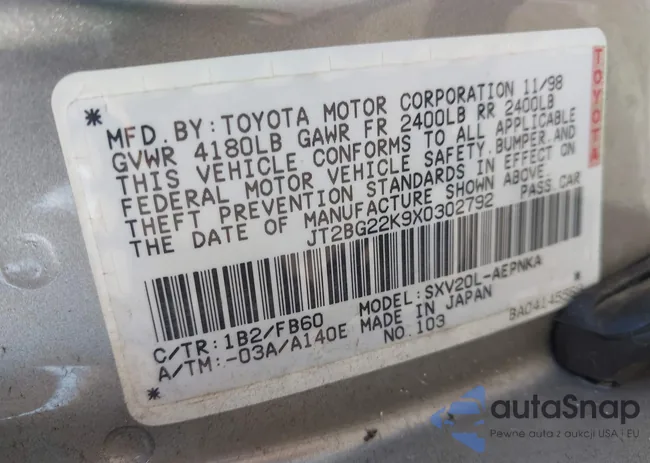 MFD. BY: TOYOTA MOTOR CORPORATION 11/98
GVWR 4180LB GAWR FR 2400LB RR 2400LB
THIS VEHICLE CONFORMS TO ALL APPLICABLE
FEDERAL MOTOR VEHICLE SAFETY, BUMPER, AND
THEFT PREVENTION STANDARDS IN EFFECT ON
THE DATE OF MANUFACTURE SHOWN ABOVE.
JT2BG22K9X0302792 PASS. CAR
TOYOTA
C/TR: 1B2/FB60 MODEL: SXV20L-AEPNKA
A/TM: -03A/A140E MADE IN JAPAN
NO. 103
autaSnap
Pewne auta z aukcji USA i EU